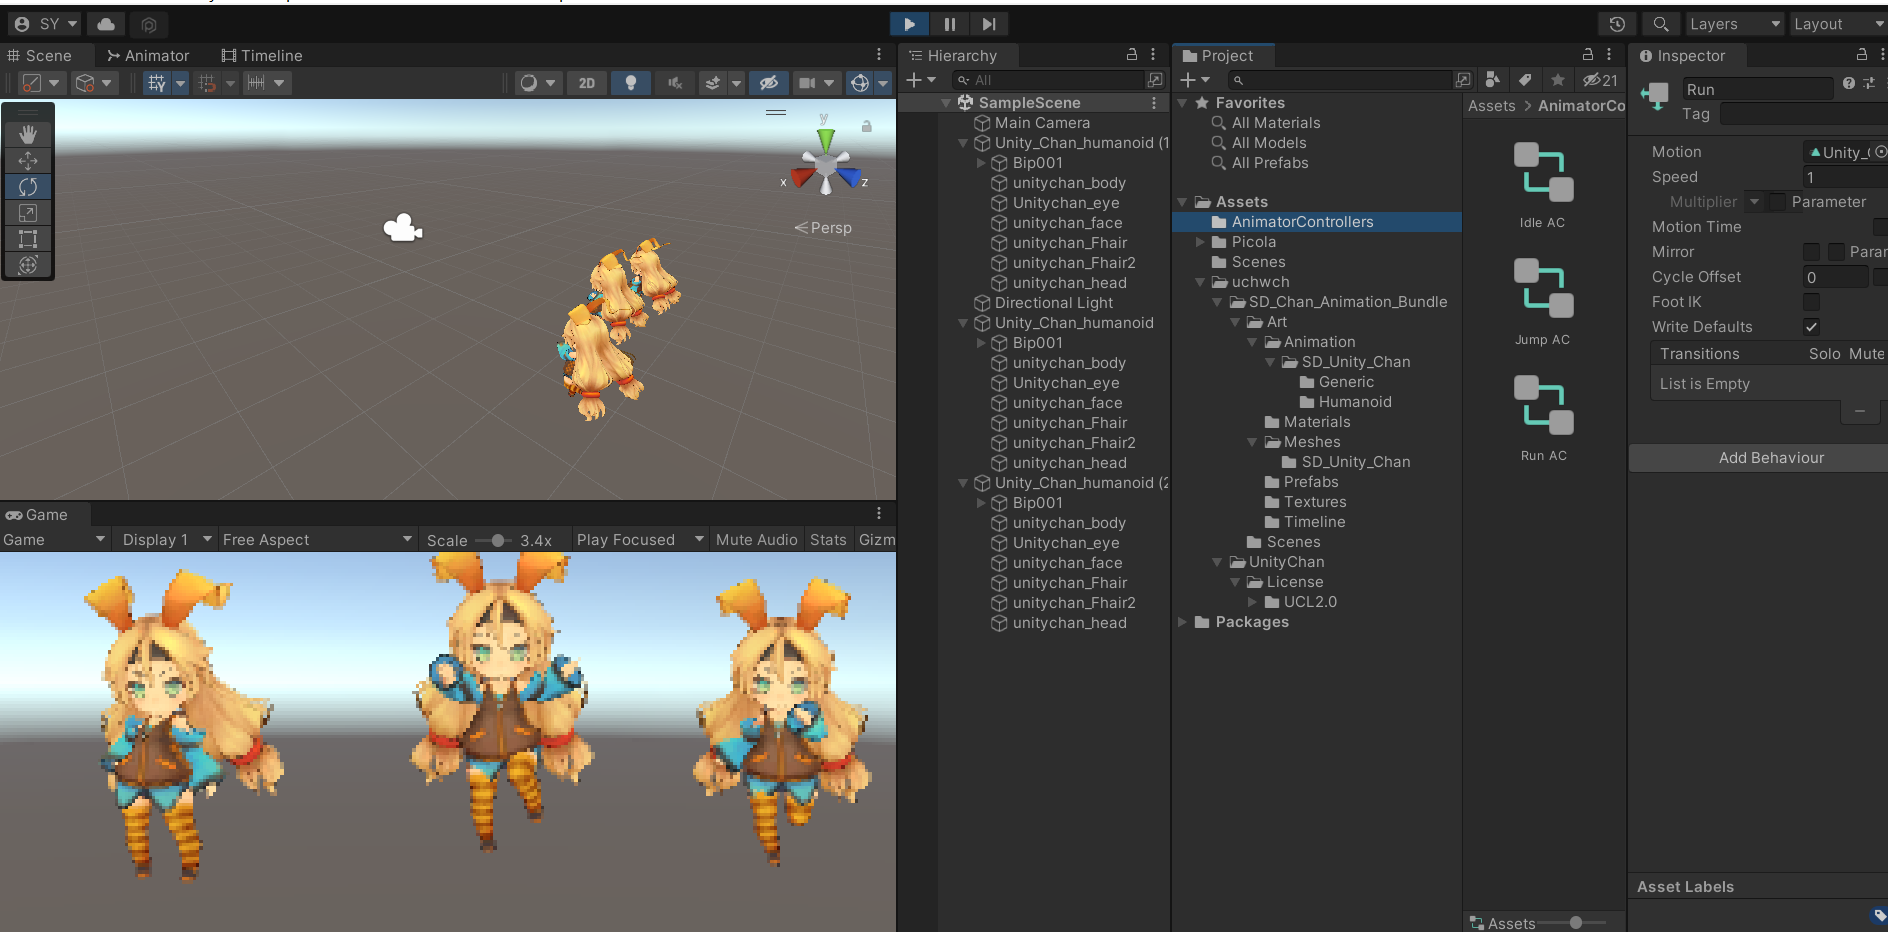 SY
Layers
Layout
Scene
Animator
Timeline
2D
y
x
z
Persp
Game
Game
Display 1
Free Aspect
Scale
3.4x
Play Focused
Mute Audio
Stats
Gizm
Hierarchy
All
SampleScene
Main Camera
Unity_Chan_humanoid (1
Bip001
unitychan_body
Unitychan_eye
unitychan_face
unitychan_Fhair
unitychan_Fhair2
unitychan_head
Directional Light
Unity_Chan_humanoid
Bip001
unitychan_body
Unitychan_eye
unitychan_face
unitychan_Fhair
unitychan_Fhair2
unitychan_head
Unity_Chan_humanoid (2
Bip001
unitychan_body
Unitychan_eye
unitychan_face
unitychan_Fhair
unitychan_Fhair2
unitychan_head
Project
21
Favorites
All Materials
All Models
All Prefabs
Assets
AnimatorControllers
Picola
Scenes
uchwch
SD_Chan_Animation_Bundle
Art
Animation
SD_Unity_Chan
Generic
Humanoid
Materials
Meshes
SD_Unity_Chan
Prefabs
Textures
Timeline
Scenes
UnityChan
License
UCL2.0
Packages
Assets > AnimatorCo
Idle AC
Jump AC
Run AC
Assets
Inspector
Run
Tag
Motion
Unity_(
Speed
1
Multiplier
Parameter
Motion Time
Mirror
Parar
Cycle Offset
0
Foot IK
Write Defaults
Transitions Solo Mute
List is Empty
Add Behaviour
Asset Labels